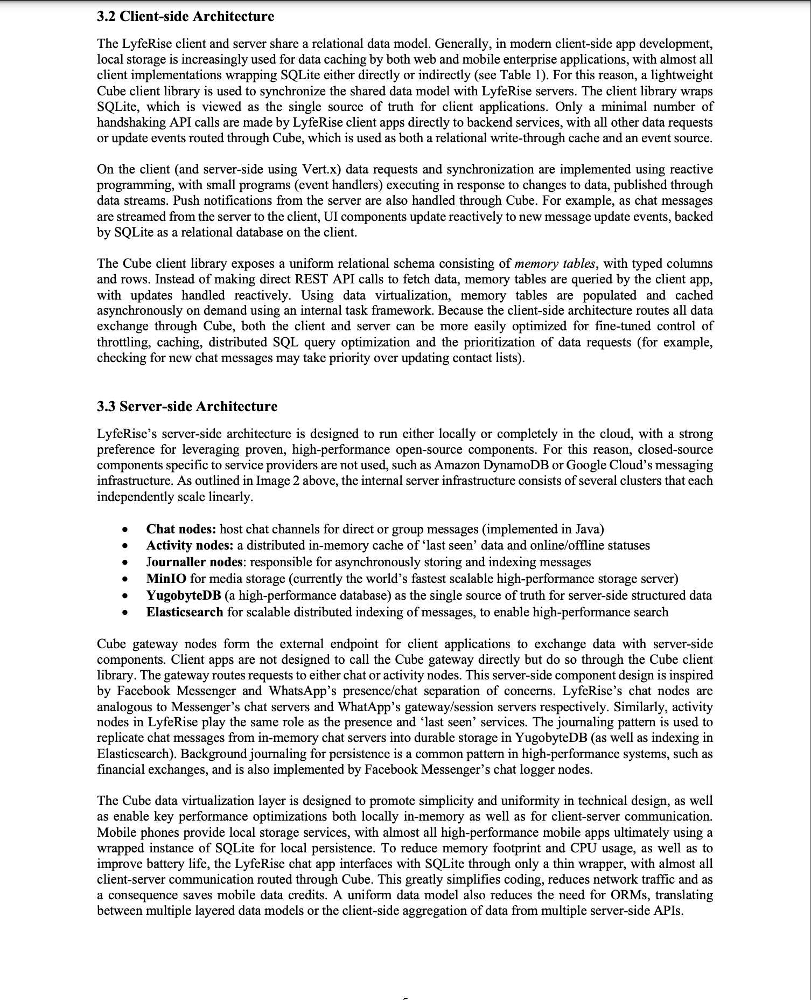 3.2 Client-side Architecture
The LyfeRise client and server share a relational data model. Generally, in modern client-side app development,
local storage is increasingly used for data caching by both web and mobile enterprise applications, with almost all
client implementations wrapping SQLite either directly or indirectly (see Table 1). For this reason, a lightweight
Cube client library is used to synchronize the shared data model with LyfeRise servers. The client library wraps
SQLite, which is viewed as the single source of truth for client applications. Only a minimal number of
handshaking API calls are made by LyfeRise client apps directly to backend services, with all other data requests
or update events routed through Cube, which is used as both a relational write-through cache and an event source.
On the client (and server-side using Vert.x) data requests and synchronization are implemented using reactive
programming, with small programs (event handlers) executing in response to changes to data, published through
data streams. Push notifications from the server are also handled through Cube. For example, as chat messages
are streamed from the server to the client, UI components update reactively to new message update events, backed
by SQLite as a relational database on the client.
The Cube client library exposes a uniform relational schema consisting of memory tables, with typed columns
and rows. Instead of making direct REST API calls to fetch data, memory tables are queried by the client app,
with updates handled reactively. Using data virtualization, memory tables are populated and cached
asynchronously on demand using an internal task framework. Because the client-side architecture routes all data
exchange through Cube, both the client and server can be more easily optimized for fine-tuned control of
throttling, caching, distributed SQL query optimization and the prioritization of data requests (for example,
checking for new chat messages may take priority over updating contact lists).
3.3 Server-side Architecture
LyfeRise’s server-side architecture is designed to run either locally or completely in the cloud, with a strong
preference for leveraging proven, high-performance open-source components. For this reason, closed-source
components specific to service providers are not used, such as Amazon DynamoDB or Google Cloud’s messaging
infrastructure. As outlined in Image 2 above, the internal server infrastructure consists of several clusters that each
independently scale linearly.
• Chat nodes: host chat channels for direct or group messages (implemented in Java)
• Activity nodes: a distributed in-memory cache of ‘last seen’ data and online/offline statuses
• Journaller nodes: responsible for asynchronously storing and indexing messages
• MinIO for media storage (currently the world’s fastest scalable high-performance storage server)
• YugobyteDB (a high-performance database) as the single source of truth for server-side structured data
• Elasticsearch for scalable distributed indexing of messages, to enable high-performance search
Cube gateway nodes form the external endpoint for client applications to exchange data with server-side
components. Client apps are not designed to call the Cube gateway directly but do so through the Cube client
library. The gateway routes requests to either chat or activity nodes. This server-side component design is inspired
by Facebook Messenger and WhatsApp’s presence/chat separation of concerns. LyfeRise’s chat nodes are
analogous to Messenger’s chat servers and WhatApp’s gateway/session servers respectively. Similarly, activity
nodes in LyfeRise play the same role as the presence and ‘last seen’ services. The journaling pattern is used to
replicate chat messages from in-memory chat servers into durable storage in YugobyteDB (as well as indexing in
Elasticsearch). Background journaling for persistence is a common pattern in high-performance systems, such as
financial exchanges, and is also implemented by Facebook Messenger’s chat logger nodes.
The Cube data virtualization layer is designed to promote simplicity and uniformity in technical design, as well
as enable key performance optimizations both locally in-memory as well as for client-server communication.
Mobile phones provide local storage services, with almost all high-performance mobile apps ultimately using a
wrapped instance of SQLite for local persistence. To reduce memory footprint and CPU usage, as well as to
improve battery life, the LyfeRise chat app interfaces with SQLite through only a thin wrapper, with almost all
client-server communication routed through Cube. This greatly simplifies coding, reduces network traffic and as
a consequence saves mobile data credits. A uniform data model also reduces the need for ORMs, translating
between multiple layered data models or the client-side aggregation of data from multiple server-side APIs.